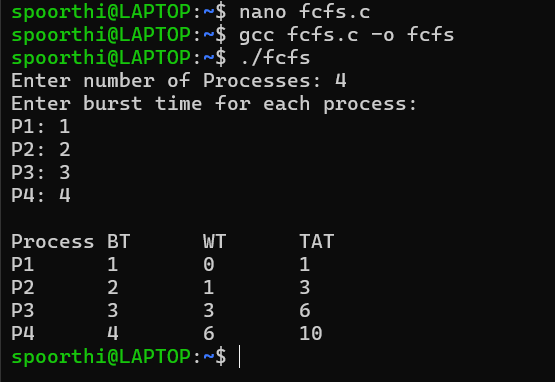 spoorthi@LAPTOP:~$ nano fcfs.c
spoorthi@LAPTOP:~$ gcc fcfs.c -o fcfs
spoorthi@LAPTOP:~$ ./fcfs
Enter number of Processes: 4
Enter burst time for each process:
P1: 1
P2: 2
P3: 3
P4: 4

Process BT      WT      TAT
P1      1       0       1
P2      2       1       3
P3      3       3       6
P4      4       6       10
spoorthi@LAPTOP:~$